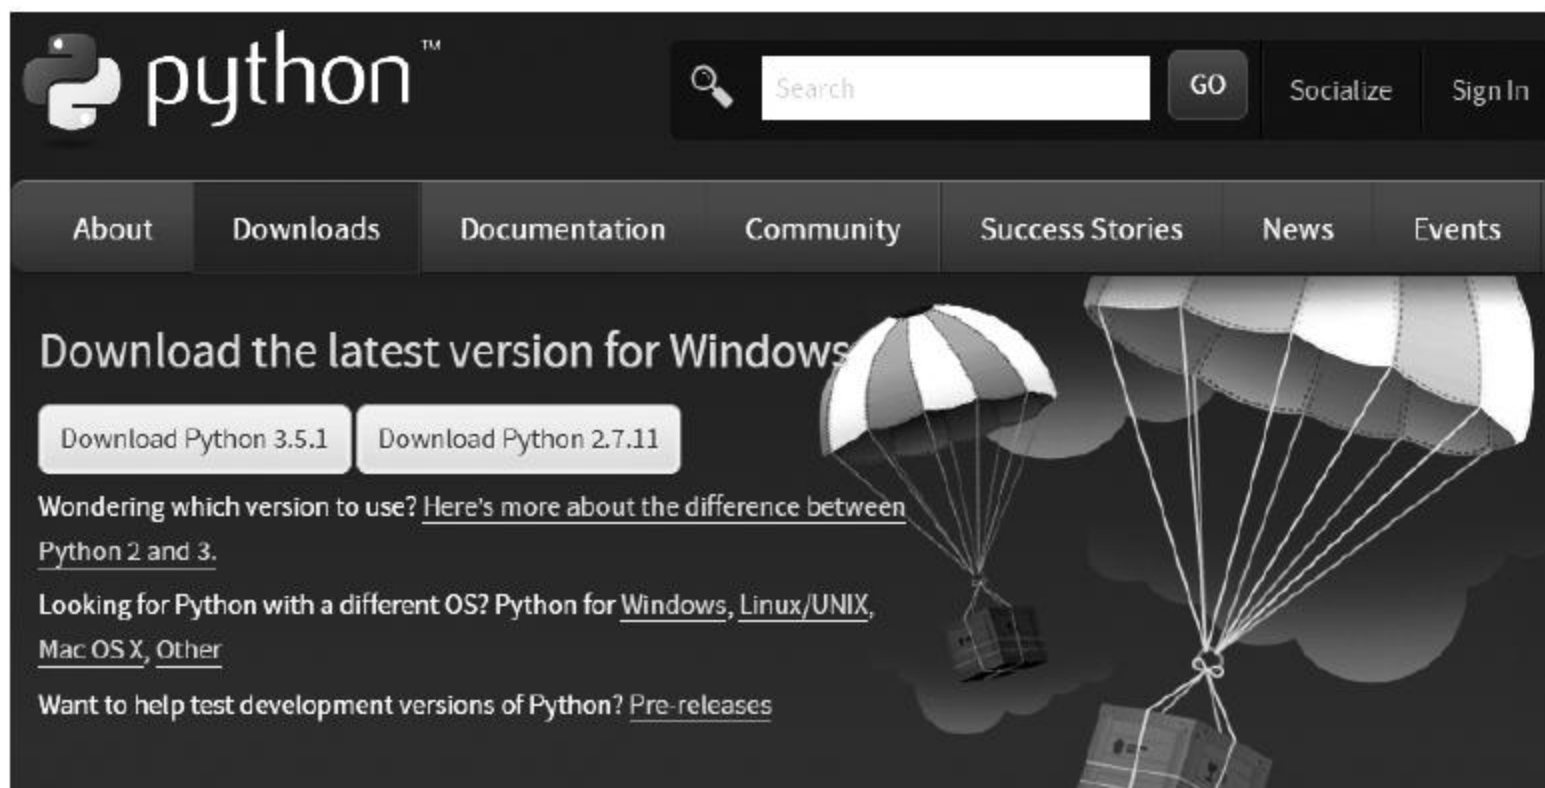 python™
Search
GO
Socialize
Sign In
About
Downloads
Documentation
Community
Success Stories
News
Events
Download the latest version for Windows
Download Python 3.5.1
Download Python 2.7.11
Wondering which version to use? Here's more about the difference between
Python 2 and 3.
Looking for Python with a different OS? Python for Windows, Linux/UNIX,
Mac OS X, Other
Want to help test development versions of Python? Pre-releases